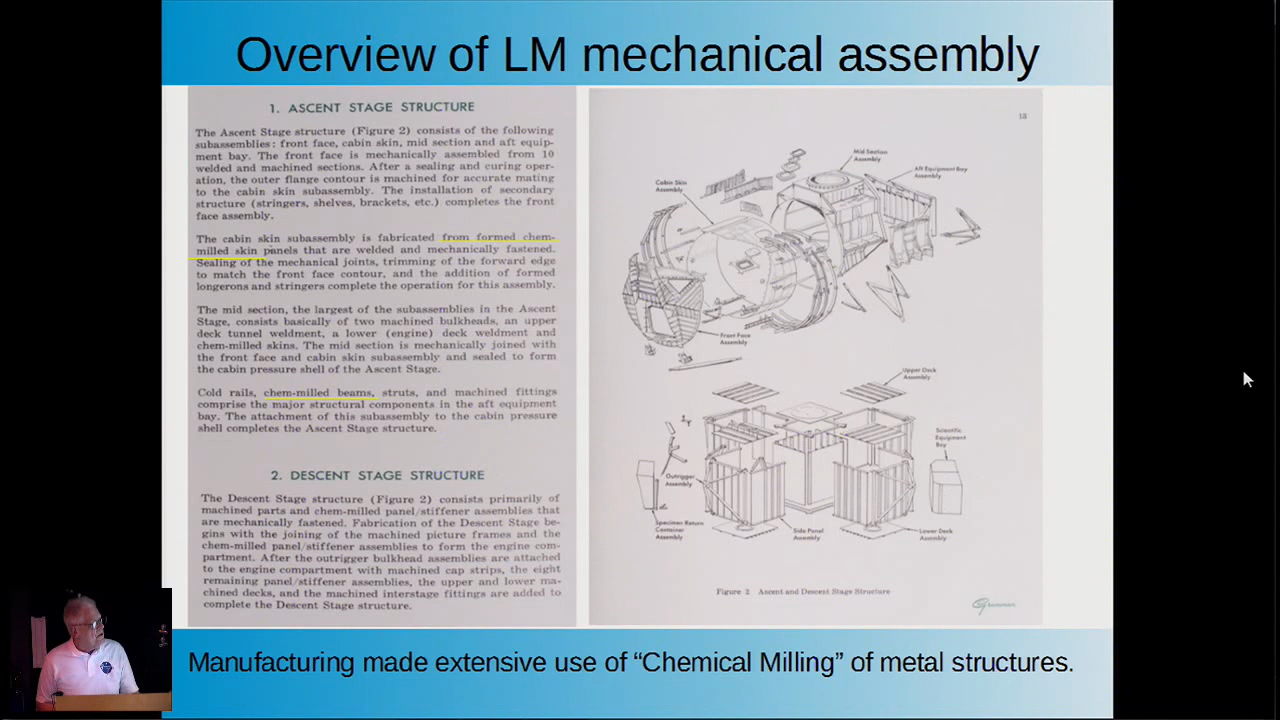 Overview of LM mechanical assembly
1. ASCENT STAGE STRUCTURE
The Ascent Stage structure (Figure 2) consists of the following
subassemblies: front face, cabin skin, mid section and aft equip-
ment bay. The front face is mechanically assembled from 10
welded and machined sections. After a sealing and curing oper-
ation, the outer flange contour is machined for accurate mating
to the cabin skin subassembly. The installation of secondary
structure (stringers, shelves, brackets, etc.) completes the front
face assembly.
The cabin skin subassembly is fabricated from formed chem-
milled skin panels that are welded and mechanically fastened.
Sealing of the mechanical joints, trimming of the forward edge
to match the front face contour, and the addition of formed
longerons and stringers complete the operation for this assembly.
The mid section, the largest of the subassemblies in the Ascent
Stage, consists basically of two machined bulkheads, an upper
deck tunnel weldment, a lower (engine) deck weldment and
chem-milled skins. The mid section is mechanically joined with
the front face and cabin skin subassembly and sealed to form
the cabin pressure shell of the Ascent Stage.
Cold rails, chem-milled beams, struts, and machined fittings
comprise the major structural components in the aft equipment
bay. The attachment of this subassembly to the cabin pressure
shell completes the Ascent Stage structure.
2. DESCENT STAGE STRUCTURE
The Descent Stage structure (Figure 2) consists primarily of
machined parts and chem-milled panel/stiffener assemblies that
are mechanically fastened. Fabrication of the Descent Stage be-
gins with the joining of the machined picture frames and the
chem-milled panel/stiffener assemblies to form the engine com-
partment. After the outrigger bulkhead assemblies are attached
to the engine compartment with machined cap strips, the eight
remaining panel/stiffener assemblies, the upper and lower ma-
chined decks, and the machined interstage fittings are added to
complete the Descent Stage structure.
13
Mid Section
Assembly
Aft Equipment Bay
Assembly
Cabin Skin
Assembly
Front Face
Assembly
Upper Deck
Assembly
Scientific
Equipment
Bay
Outrigger
Assembly
Specimen Return
Container
Assembly
Side Panel
Assembly
Lower Deck
Assembly
Figure 2 Ascent and Descent Stage Structure
Grumman
Manufacturing made extensive use of “Chemical Milling” of metal structures.